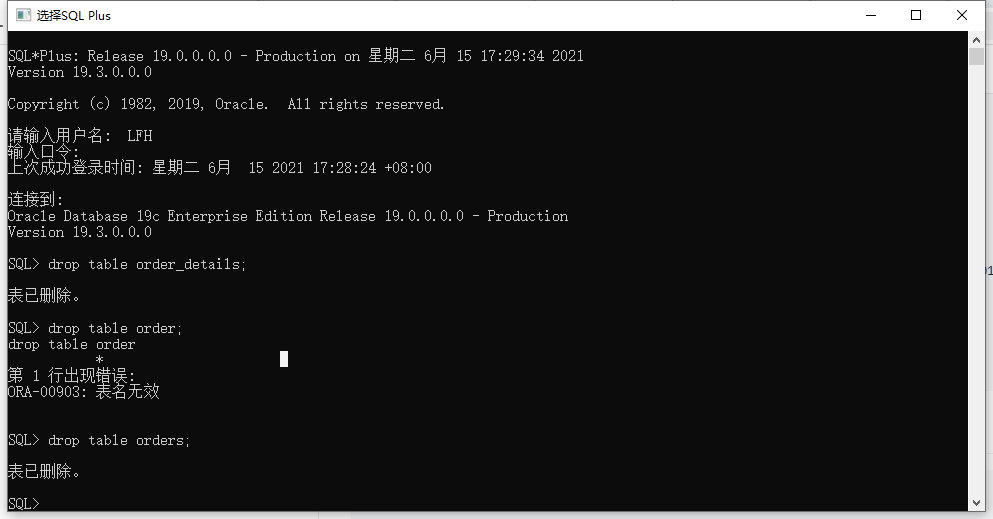 选择SQL Plus
SQL*Plus: Release 19.0.0.0.0 - Production on 星期二 6月 15 17:29:34 2021
Version 19.3.0.0.0
Copyright (c) 1982, 2019, Oracle.  All rights reserved.
请输入用户名:  LFH
输入口令:
上次成功登录时间: 星期二 6月  15 2021 17:28:24 +08:00
连接到:
Oracle Database 19c Enterprise Edition Release 19.0.0.0.0 - Production
Version 19.3.0.0.0
SQL> drop table order_details;
表已删除。
SQL> drop table order;
drop table order
           *
第 1 行出现错误:
ORA-00903: 表名无效
SQL> drop table orders;
表已删除。
SQL>